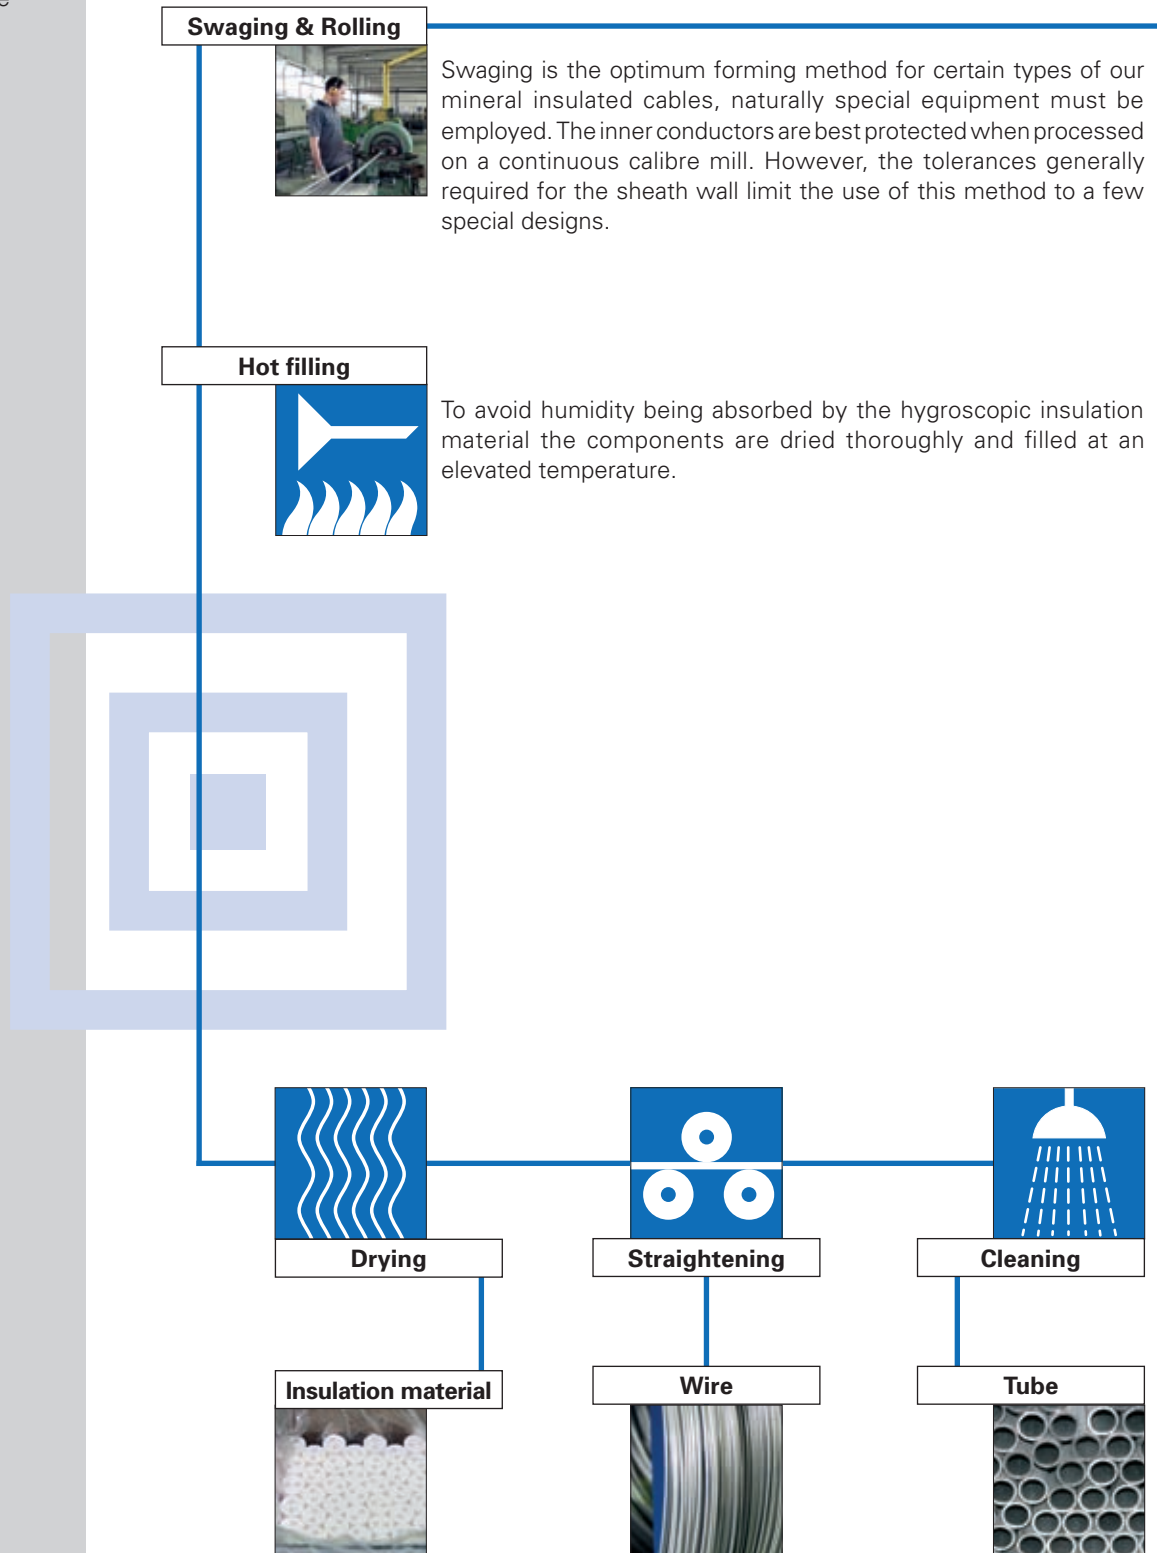 Swaging & Rolling
Swaging is the optimum forming method for certain types of our
mineral insulated cables, naturally special equipment must be
employed. The inner conductors are best protected when processed
on a continuous calibre mill. However, the tolerances generally
required for the sheath wall limit the use of this method to a few
special designs.
Hot filling
To avoid humidity being absorbed by the hygroscopic insulation
material the components are dried thoroughly and filled at an
elevated temperature.
Drying
Straightening
Cleaning
Insulation material
Wire
Tube